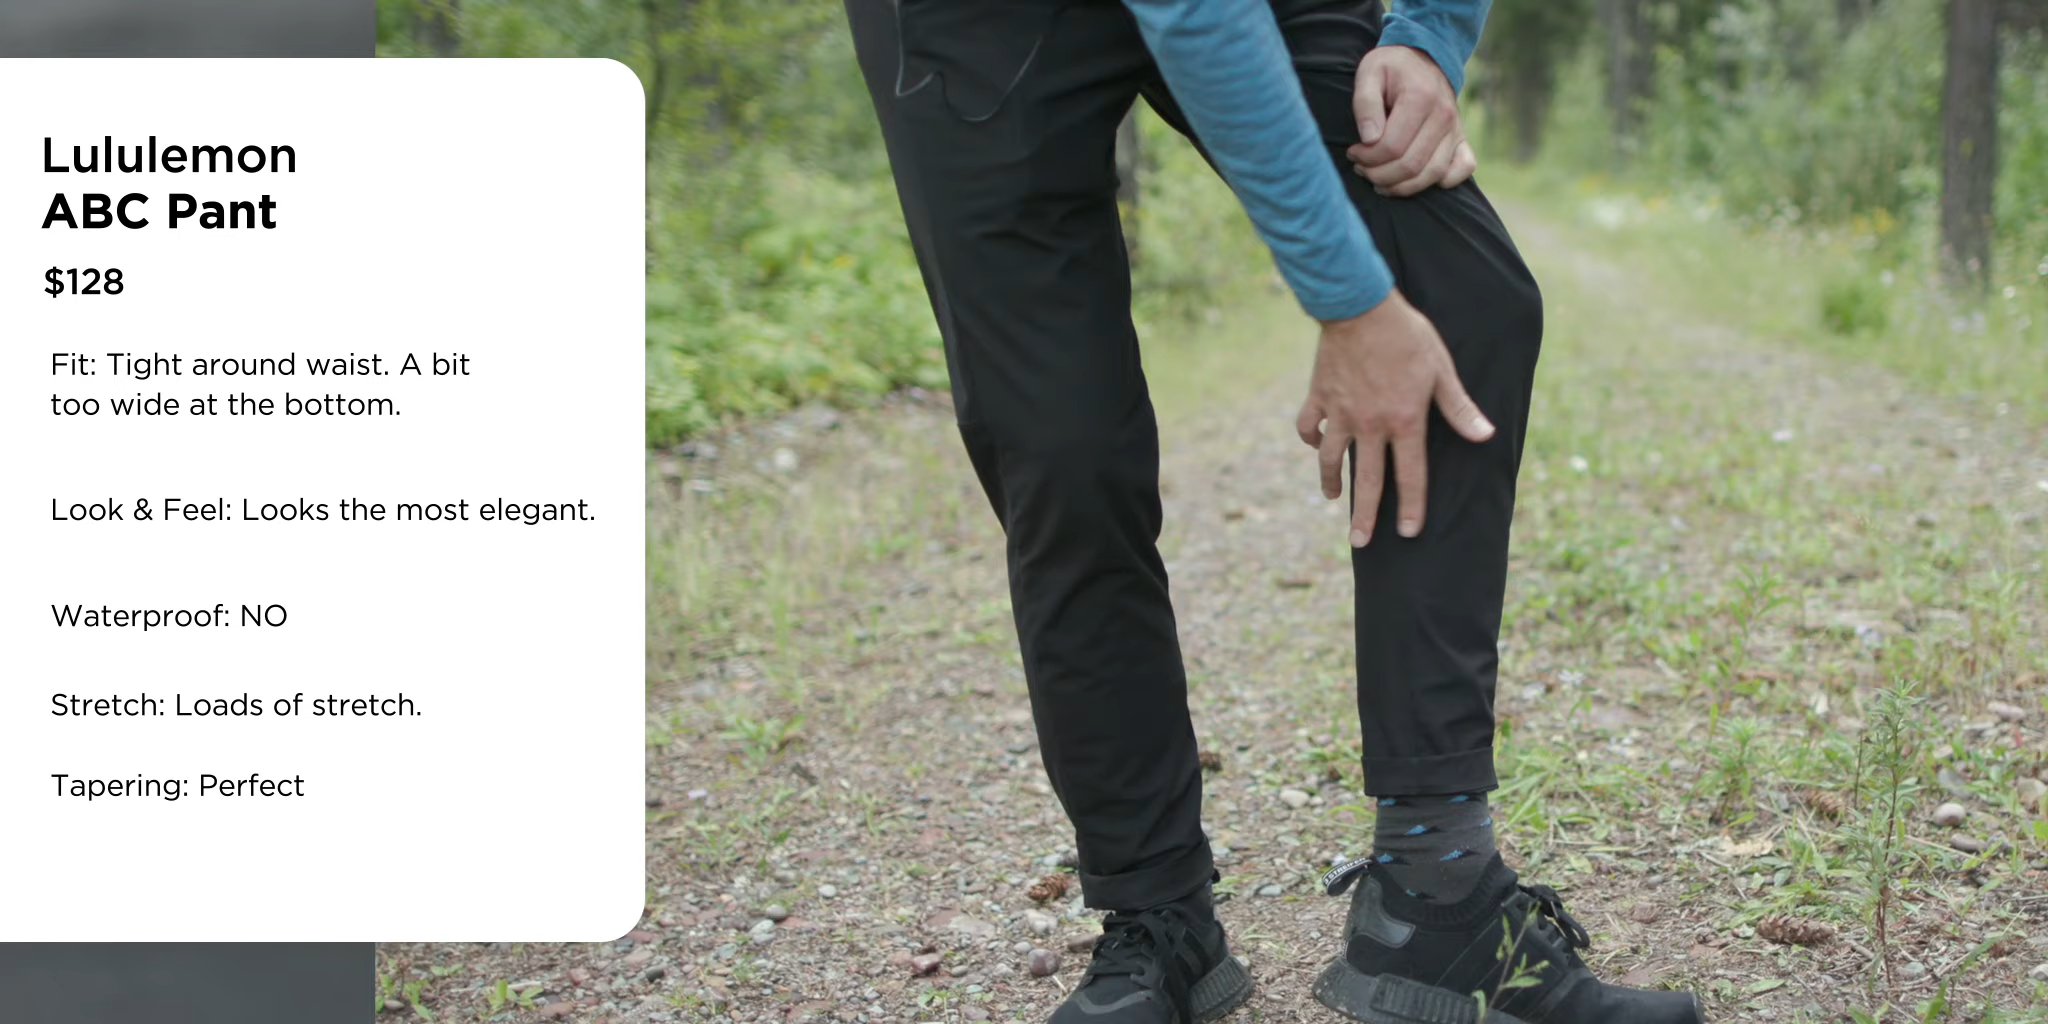 Lululemon
ABC Pant
$128
Fit: Tight around waist. A bit
too wide at the bottom.
Look & Feel: Looks the most elegant.
Waterproof: NO
Stretch: Loads of stretch.
Tapering: Perfect